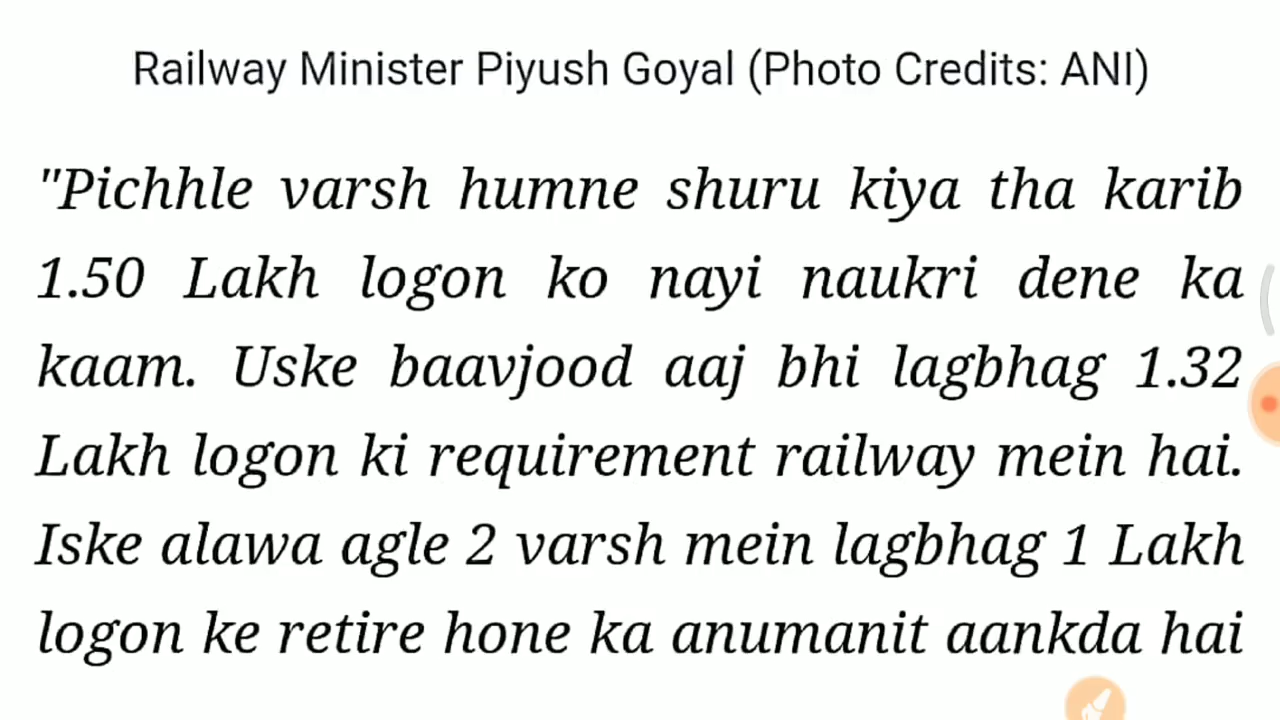 Railway Minister Piyush Goyal (Photo Credits: ANI)
"Pichhle varsh humne shuru kiya tha karib
1.50 Lakh logon ko nayi naukri dene ka
kaam. Uske baavjood aaj bhi lagbhag 1.32
Lakh logon ki requirement railway mein hai.
Iske alawa agle 2 varsh mein lagbhag 1 Lakh
logon ke retire hone ka anumanit aankda hai